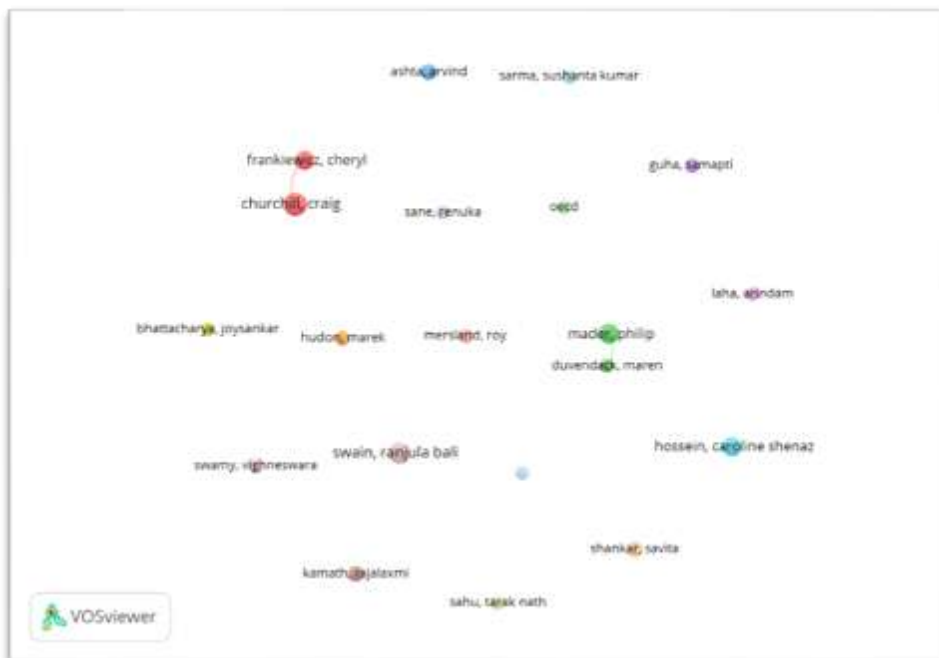 ashta, arvind
sarma, sushanta kumar
frankiewicz, cheryl
guha, samapti
churchill, craig
sane, renuka
oecd
laha, arindam
bhattacharya, joysankar
hudon, marek
mersland, roy
mader, philip
duvendack, maren
swain, ranjula bali
hossein, caroline shenaz
swamy, vighneswara
shankar, savita
kamath, rajalaxmi
sahu, tarak nath
VOSviewer